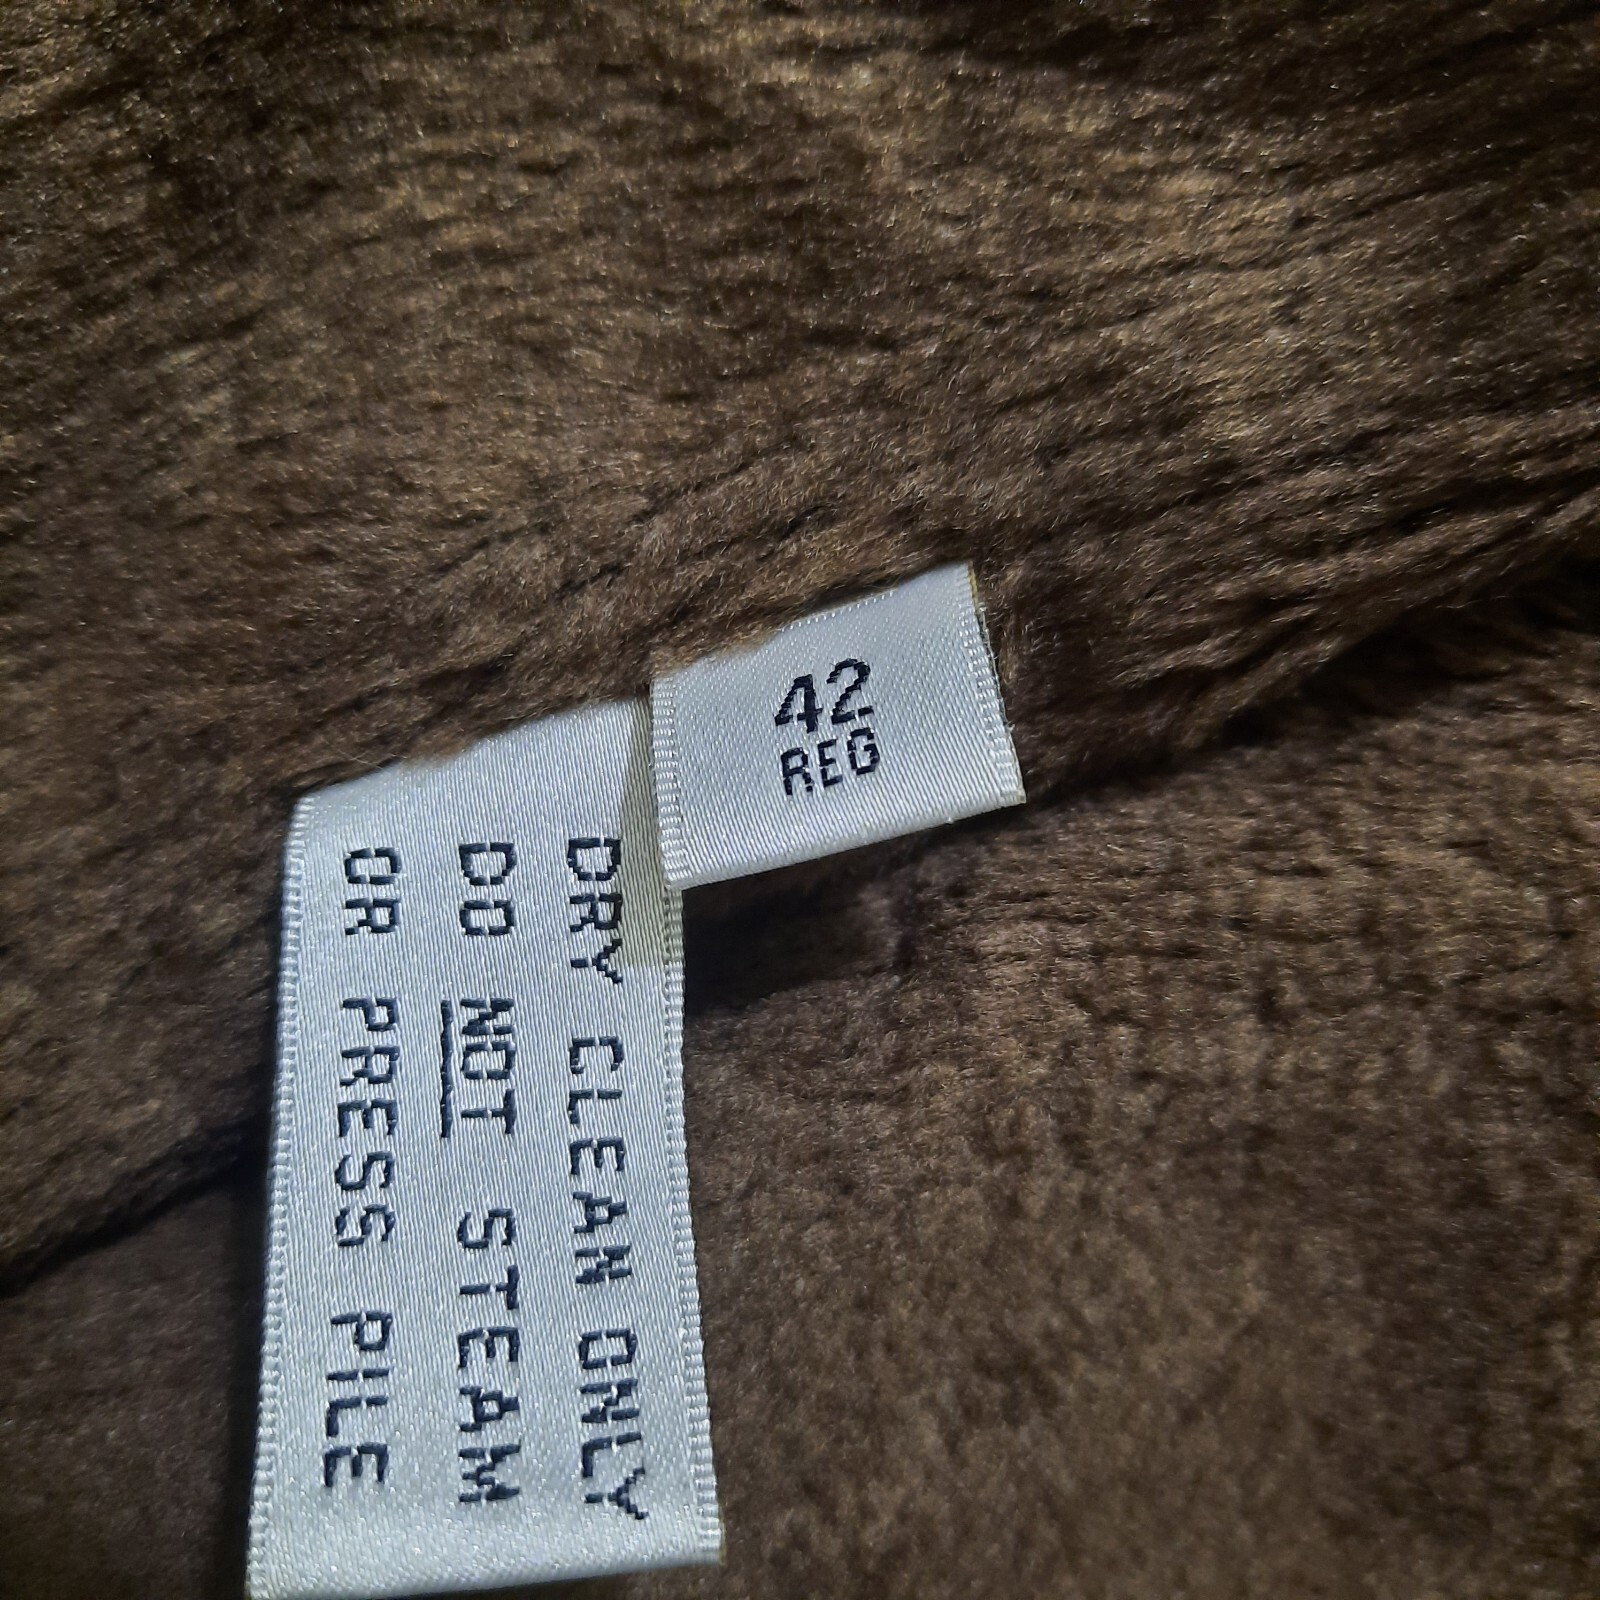 42
REG
DRY CLEAN ONLY
DO NOT STEAM
OR PRESS PILE